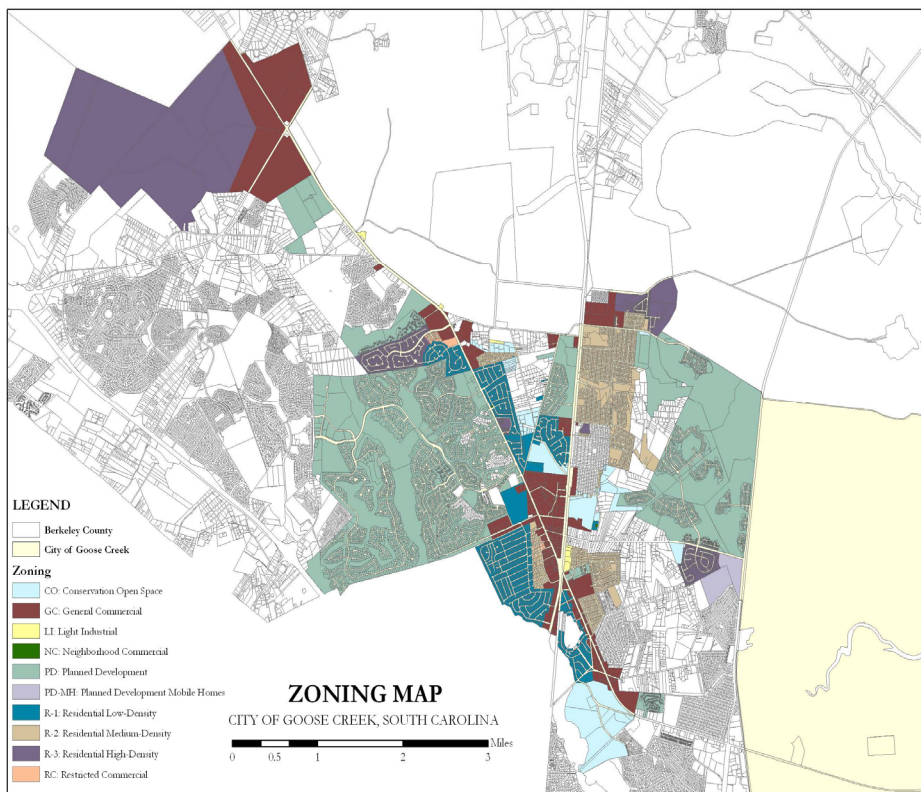 LEGEND
Berkeley County
City of Goose Creek
Zoning
CO: Conservation Open Space
GC: General Commercial
LI: Light Industrial
NC: Neighborhood Commercial
PD: Planned Development
PD-MH: Planned Development Mobile Homes
R-1: Residential Low-Density
R-2: Residential Medium-Density
R-3: Residential High-Density
RC: Restricted Commercial
ZONING MAP
CITY OF GOOSE CREEK, SOUTH CAROLINA
Miles
0 0.5 1 2 3